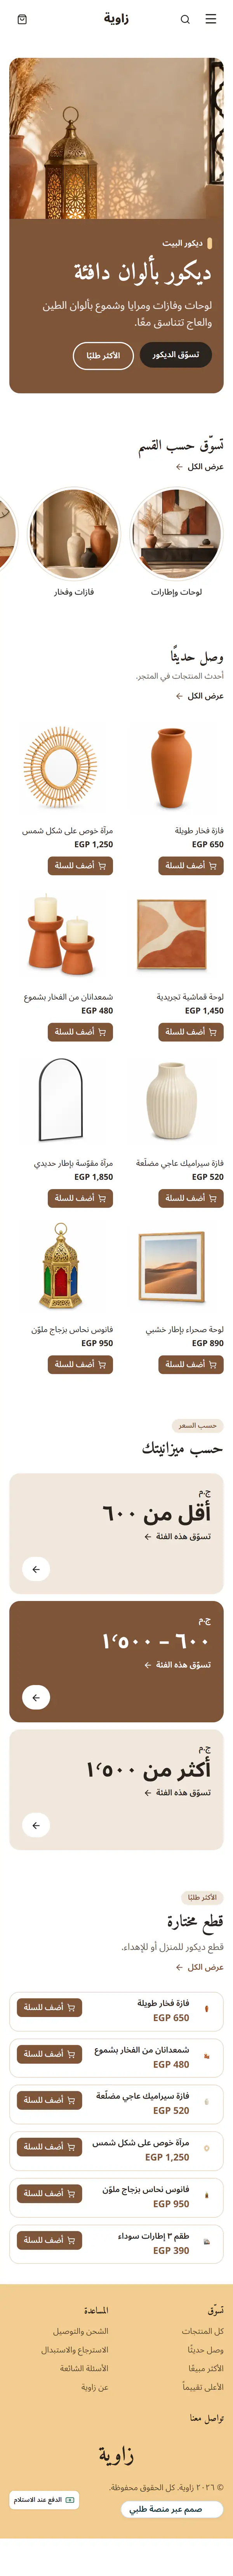 زاوية
ديكور البيت
ديكور بألوان دافئة
لوحات وفازات ومرايا وشموع بألوان الطين
والعاج تتناسق معًا.
تسوّق الديكور
الأكثر طلبًا
تسوّق حسب القسم
عرض الكل ←
لوحات وإطارات
فازات وفخار
وصل حديثًا
أحدث المنتجات في المتجر.
عرض الكل ←
فازة فخار طويلة
650 EGP
أضف للسلة
مرآة خوص على شكل شمس
1,250 EGP
أضف للسلة
لوحة قماشية تجريدية
1,450 EGP
أضف للسلة
شمعدانان من الفخار بشموع
480 EGP
أضف للسلة
فازة سيراميك عاجي مضلّعة
520 EGP
أضف للسلة
مرآة مقوّسة بإطار حديدي
1,850 EGP
أضف للسلة
لوحة صحراء بإطار خشبي
890 EGP
أضف للسلة
فانوس نحاس بزجاج ملوّن
950 EGP
أضف للسلة
حسب السعر
حسب ميزانيتك
ج.م
أقل من ٦٠٠
تسوّق هذه الفئة ←
ج.م
٦٠٠ – ١٬٥٠٠
تسوّق هذه الفئة ←
ج.م
أكثر من ١٬٥٠٠
تسوّق هذه الفئة ←
الأكثر طلبًا
قطع مختارة
قطع ديكور للمنزل أو للإهداء.
عرض الكل ←
فازة فخار طويلة
650 EGP
أضف للسلة
شمعدانان من الفخار بشموع
480 EGP
أضف للسلة
فازة سيراميك عاجي مضلّعة
520 EGP
أضف للسلة
مرآة خوص على شكل شمس
1,250 EGP
أضف للسلة
فانوس نحاس بزجاج ملوّن
950 EGP
أضف للسلة
طقم ٣ إطارات سوداء
390 EGP
أضف للسلة
تسوّق
كل المنتجات
وصل حديثًا
الأكثر مبيعًا
الأعلى تقييماً
المساعدة
الشحن والتوصيل
الاسترجاع والاستبدال
الأسئلة الشائعة
عن زاوية
تواصل معنا
زاوية
© ٢٠٢٦ زاوية. كل الحقوق محفوظة.
صمم عبر منصة طلبي
الدفع عند الاستلام